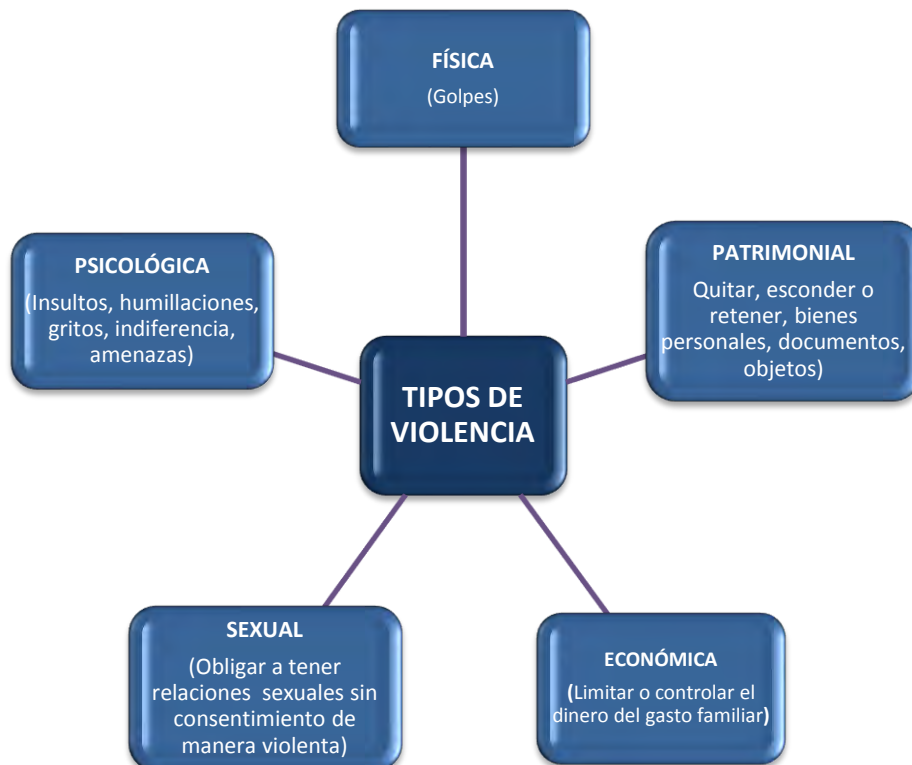 FÍSICA
(Golpes)
PSICOLÓGICA
(Insultos, humillaciones,
gritos, indiferencia,
amenazas)
PATRIMONIAL
Quitar, esconder o
retener, bienes
personales, documentos,
objetos)
TIPOS DE
VIOLENCIA
SEXUAL
(Obligar a tener
relaciones  sexuales sin
consentimiento de
manera violenta)
ECONÓMICA
(Limitar o controlar el
dinero del gasto familiar)